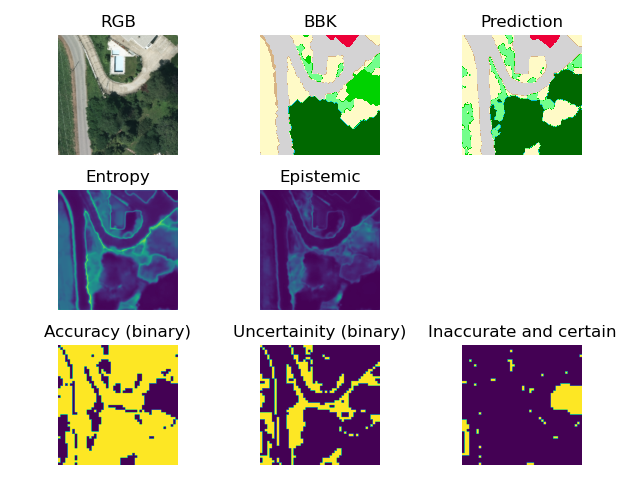 RGB
BBK
Prediction
Entropy
Epistemic
Accuracy (binary)
Uncertainity (binary)
Inaccurate and certain